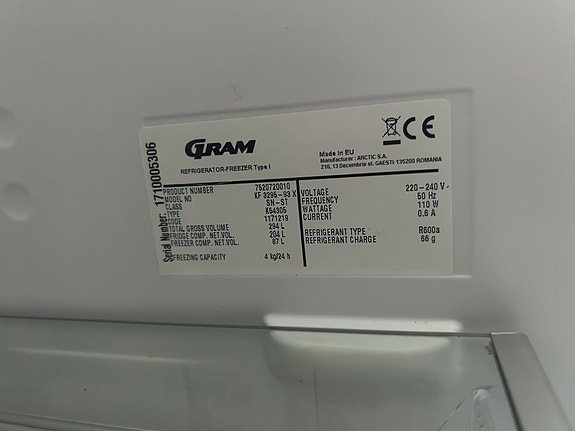 GRAM
REFRIGERATOR-FREEZER Type I
Made in EU
Manufacturer : ARCTIC S.A.
210, 13 Decembrie st. GAESTI-135200 ROMANIA
Serial Number: 1710005306
PRODUCT NUMBER 7520720010
MODEL NO KF 3295-93 X
CLASS SN-ST
TYPE K54305
CODE 1171219
TOTAL GROSS VOLUME 294 L
FRIDGE COMP. NET.VOL. 204 L
FREEZER COMP. NET.VOL. 87 L
FREEZING CAPACITY 4 kg/24 h
VOLTAGE 220-240 V~
FREQUENCY 50 Hz
WATTAGE 110 W
CURRENT 0.6 A
REFRIGERANT TYPE R600a
REFRIGERANT CHARGE 66 g
CE